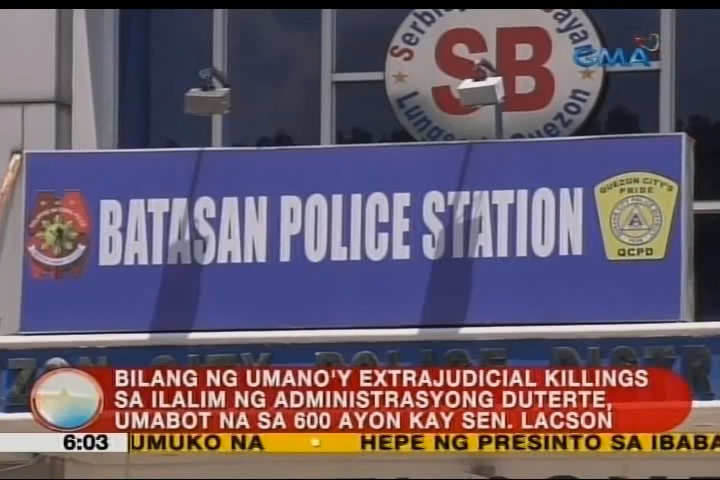 Serbisyong Bayan
SB
Lungsod Quezon
GMA
BATASAN POLICE STATION
QUEZON CITY'S
PRIDE
QCPD
BILANG NG UMANO'Y EXTRAJUDICIAL KILLINGS
SA ILALIM NG ADMINISTRASYONG DUTERTE,
UMABOT NA SA 600 AYON KAY SEN. LACSON
6:03 UMUKO NA • HEPE NG PRESINTO SA IBABA